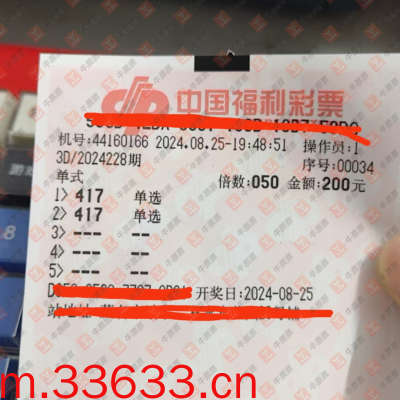 中国福利彩票
机号:44160166 2024.08.25-19:48:51 操作员:1
3D/2024228期 序号:00034
单式 倍数:050 金额:200元
1> 417 单选
2> 417 单选
3> --- --
4> --- --
5> --- --
开奖日:2024-08-25
8
m.33633.cn